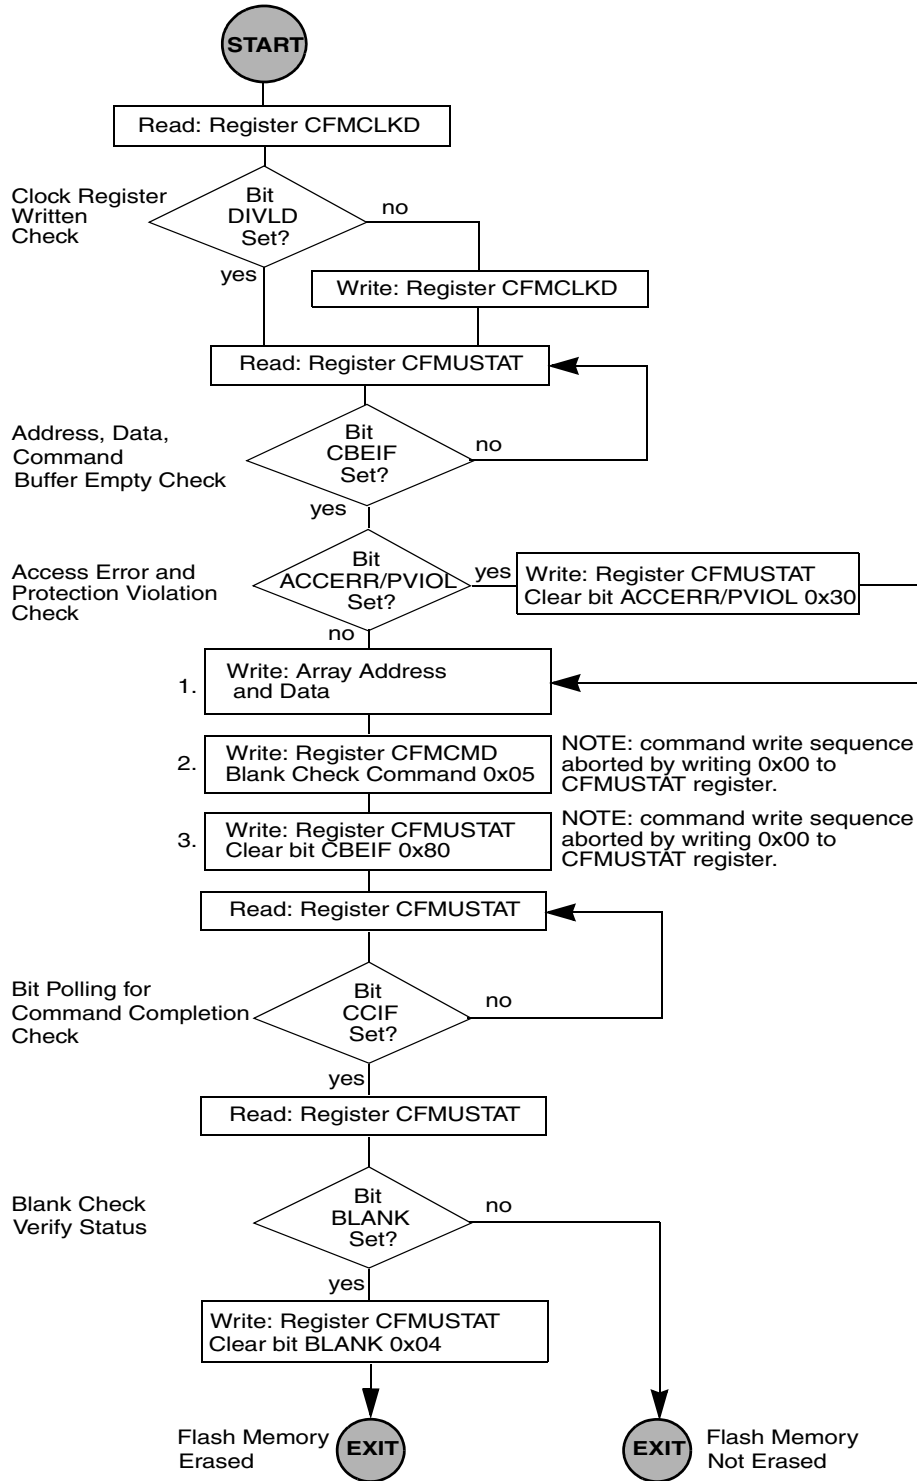 START
Read: Register CFMCLKD
Clock Register
Written
Check
Bit
DIVLD
Set?
no
yes
Write: Register CFMCLKD
Read: Register CFMUSTAT
Address, Data,
Command
Buffer Empty Check
Bit
CBEIF
Set?
no
yes
Access Error and
Protection Violation
Check
Bit
ACCERR/PVIOL
Set?
yes
Write: Register CFMUSTAT
Clear bit ACCERR/PVIOL 0x30
no
1.
Write: Array Address
and Data
2.
Write: Register CFMCMD
Blank Check Command 0x05
NOTE: command write sequence
aborted by writing 0x00 to
CFMUSTAT register.
3.
Write: Register CFMUSTAT
Clear bit CBEIF 0x80
NOTE: command write sequence
aborted by writing 0x00 to
CFMUSTAT register.
Read: Register CFMUSTAT
Bit Polling for
Command Completion
Check
Bit
CCIF
Set?
no
yes
Read: Register CFMUSTAT
Blank Check
Verify Status
Bit
BLANK
Set?
no
yes
Write: Register CFMUSTAT
Clear bit BLANK 0x04
Flash Memory
Erased
EXIT
EXIT
Flash Memory
Not Erased